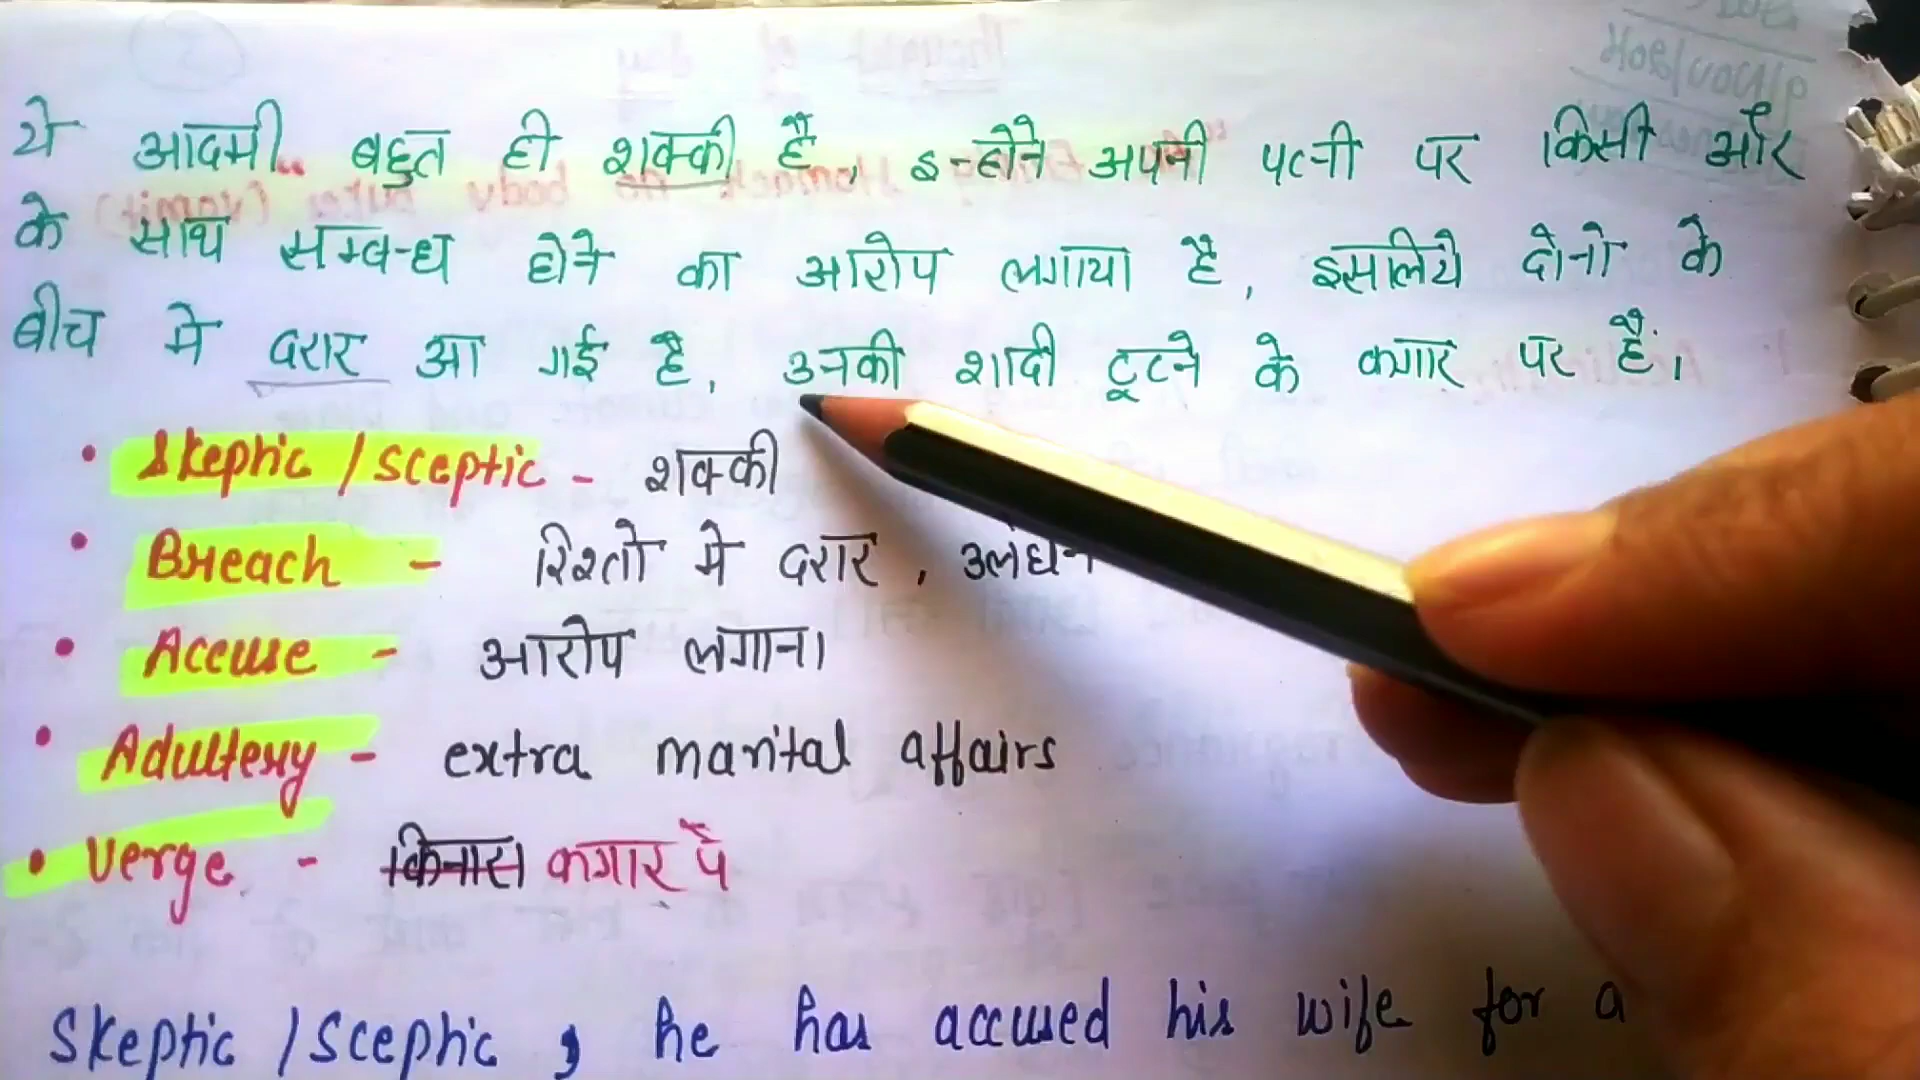 ये आदमी बहुत ही शक्की है, इन्होने अपनी पत्नी पर किसी और
के साथ सम्बन्ध होने का आरोप लगाया है, इसलिये दोनो के
बीच मे दरार आ गई है, उनकी शादी टूटने के कगार पर हैं।
• Skeptic / Sceptic - शक्की
• Breach - रिश्तो मे दरार, उलंघन
• Accuse - आरोप लगाना
• Adultery - extra marital affairs
• Verge - कगार पे
Skeptic / Sceptic, he has accused his wife for a